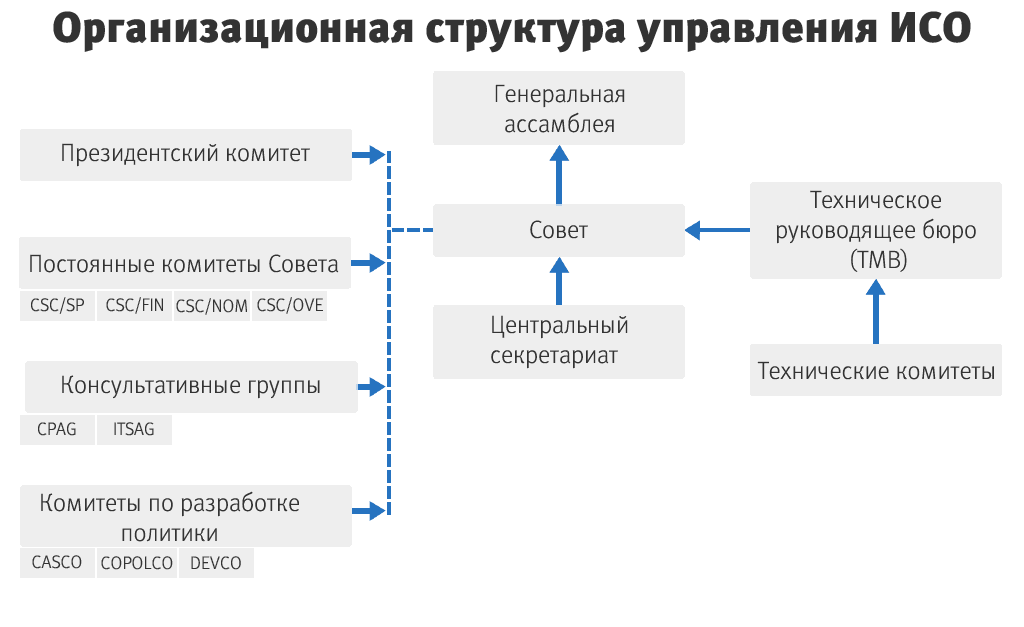 Организационная структура управления ИСО
Генеральная
ассамблея
Президентский комитет
Совет
Техническое
руководящее бюро
(ТМВ)
Постоянные комитеты Совета
CSC/SP CSC/FIN CSC/NOM CSC/OVE
Центральный
секретариат
Технические комитеты
Консультативные группы
CPAG ITSAG
Комитеты по разработке
политики
CASCO COPOLCO DEVCO